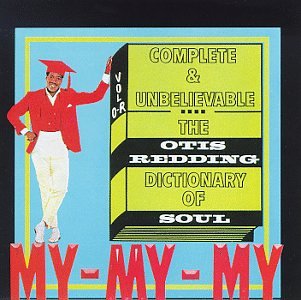 COMPLETE
&
UNBELIEVABLE
THE
OTIS
REDDING
DICTIONARY
OF
SOUL
VOL•O•R
MY-MY-MY